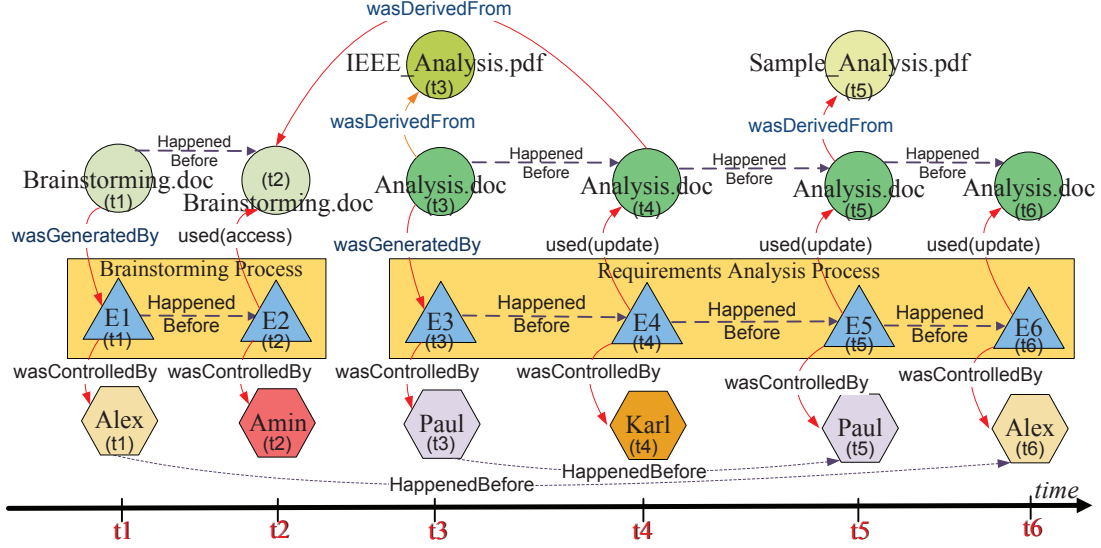 wasDerivedFrom
IEEE_Analysis.pdf
(t3)
Sample_Analysis.pdf
(t5)
wasDerivedFrom
wasDerivedFrom
Happened
Before
Happened
Before
Happened
Before
Happened
Before
Brainstorming.doc
(t1)
(t2)
Brainstorming.doc
Analysis.doc
(t3)
Analysis.doc
(t4)
Analysis.doc
(t5)
Analysis.doc
(t6)
wasGeneratedBy
used(access)
wasGeneratedBy
used(update)
used(update)
used(update)
Brainstorming Process
Requirements Analysis Process
E1
(t1)
Happened
Before
E2
(t2)
E3
(t3)
Happened
Before
E4
(t4)
Happened
Before
E5
(t5)
Happened
Before
E6
(t6)
wasControlledBy
wasControlledBy
wasControlledBy
wasControlledBy
wasControlledBy
wasControlledBy
Alex
(t1)
Amin
(t2)
Paul
(t3)
Karl
(t4)
Paul
(t5)
Alex
(t6)
HappenedBefore
HappenedBefore
time
t1
t2
t3
t4
t5
t6